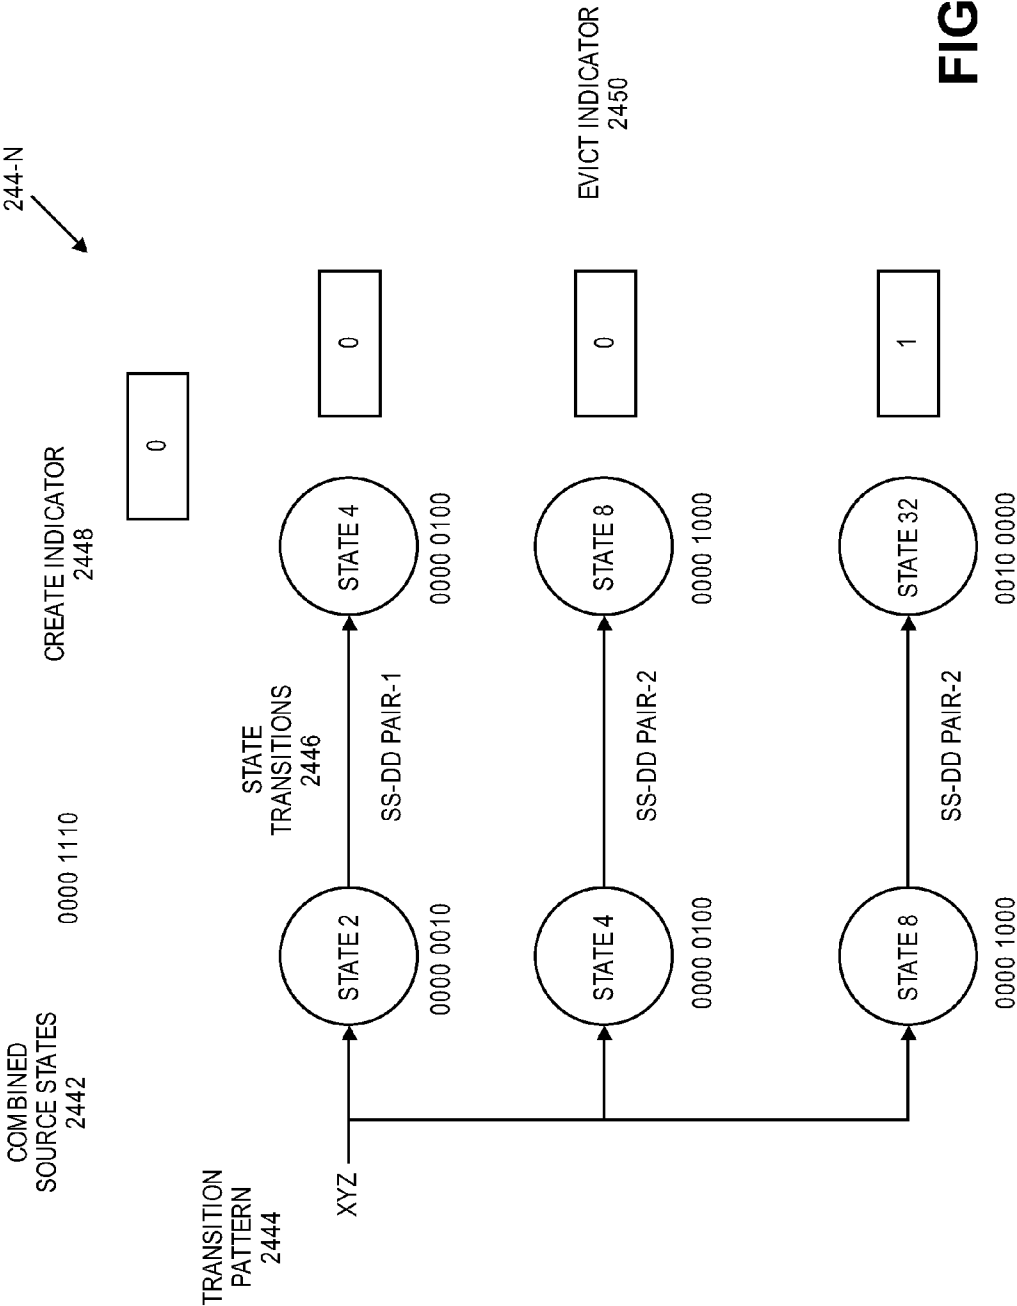 244-N
COMBINED
SOURCE STATES
2442
0000 1110
CREATE INDICATOR
2448
0
TRANSITION
PATTERN
2444
STATE
TRANSITIONS
2446
XYZ
STATE 2
0000 0010
SS-DD PAIR-1
STATE 4
0000 0100
0
STATE 4
0000 0100
SS-DD PAIR-2
STATE 8
0000 1000
0
EVICT INDICATOR
2450
STATE 8
0000 1000
SS-DD PAIR-2
STATE 32
0010 0000
1
FIG